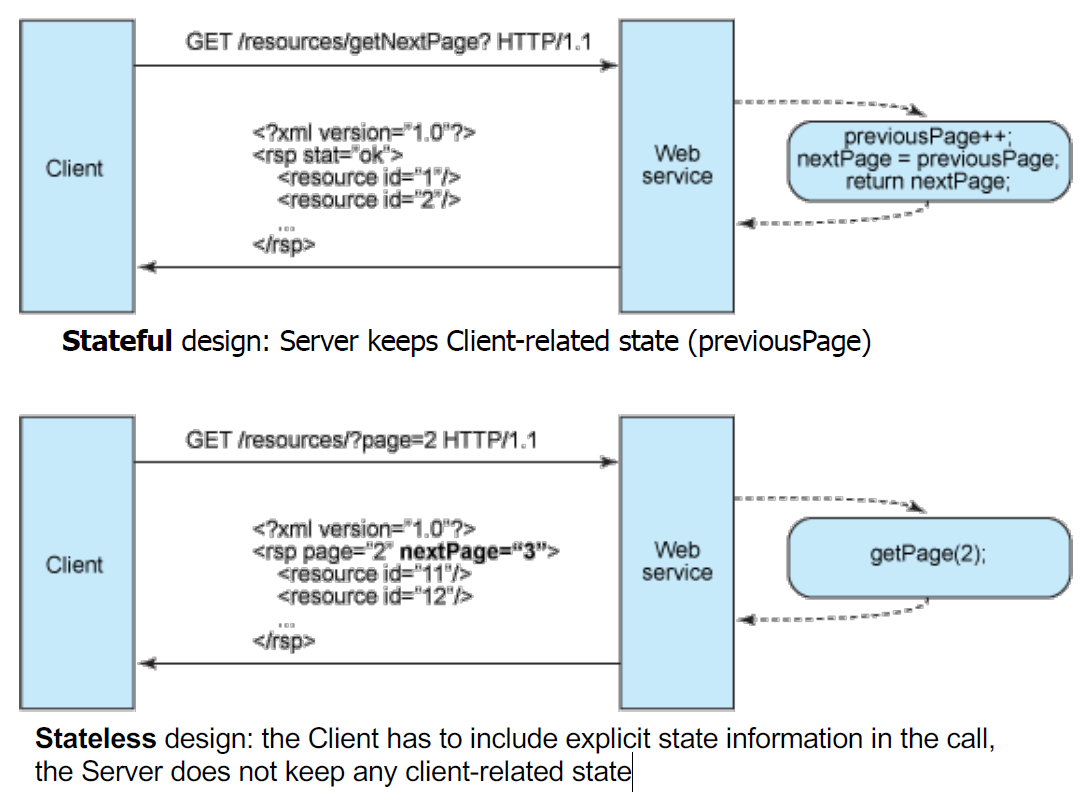 GET /resources/getNextPage? HTTP/1.1
Client
<?xml version="1.0"?>
<rsp stat="ok">
<resource id="1"/>
<resource id="2"/>
...
</rsp>
Web
service
previousPage++;
nextPage = previousPage;
return nextPage;
Stateful design: Server keeps Client-related state (previousPage)
GET /resources/?page=2 HTTP/1.1
Client
<?xml version="1.0"?>
<rsp page="2" nextPage=“3”>
<resource id="11"/>
<resource id="12"/>
...
</rsp>
Web
service
getPage(2);
Stateless design: the Client has to include explicit state information in the call,
the Server does not keep any client-related state